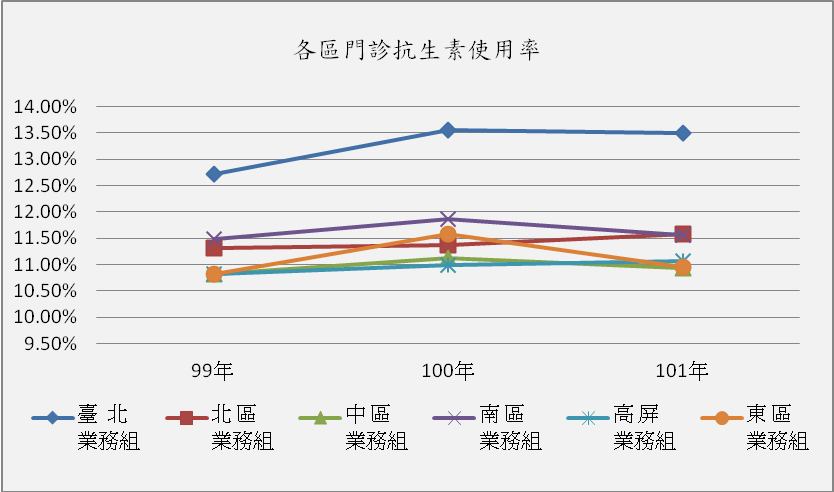 各區門診抗生素使用率
14.00%
13.50%
13.00%
12.50%
12.00%
11.50%
11.00%
10.50%
10.00%
9.50%
99年 100年 101年
臺北 北區 中區 南區 高屏 東區
業務組 業務組 業務組 業務組 業務組 業務組